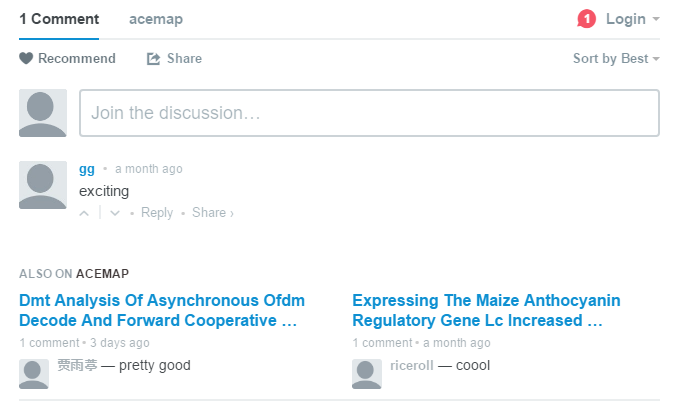 1 Comment acemap 1 Login
Recommend Share Sort by Best
Join the discussion…
gg • a month ago
exciting
• Reply • Share ›
ALSO ON ACEMAP
Dmt Analysis Of Asynchronous Ofdm
Decode And Forward Cooperative …
1 comment • 3 days ago
贾雨葶 — pretty good
Expressing The Maize Anthocyanin
Regulatory Gene Lc Increased …
1 comment • a month ago
riceroll — coool